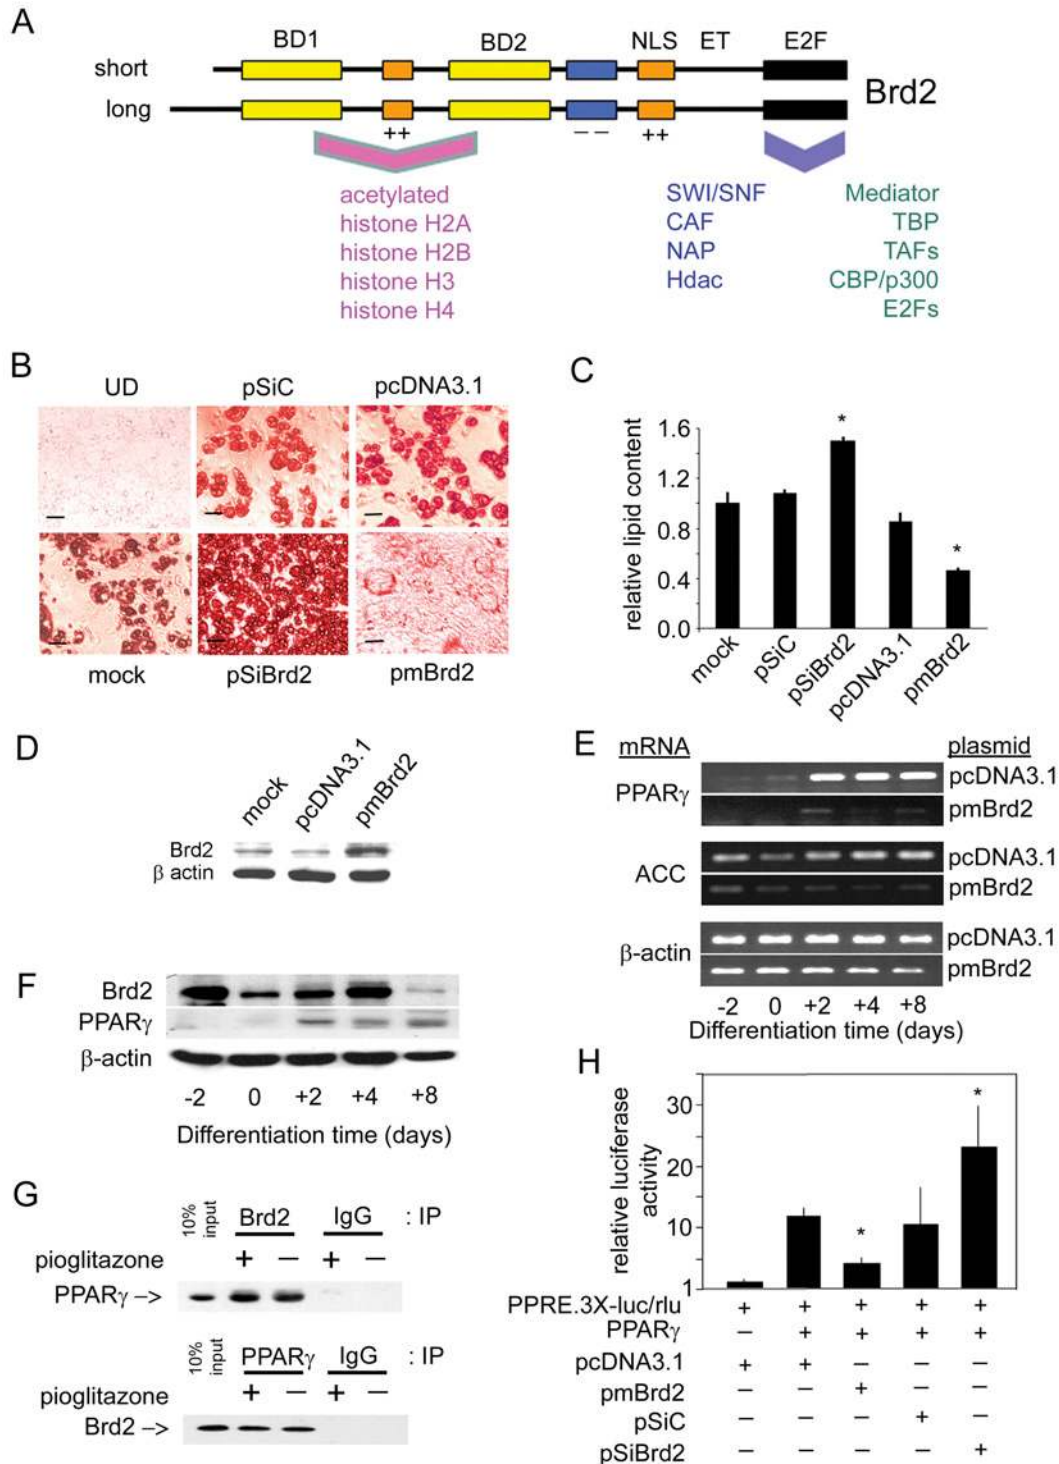 A
BD1 BD2 NLS ET E2F
short
long
Brd2
++ – – ++
acetylated
histone H2A
histone H2B
histone H3
histone H4
SWI/SNF
CAF
NAP
Hdac
Mediator
TBP
TAFs
CBP/p300
E2Fs
B
UD pSiC pcDNA3.1
mock pSiBrd2 pmBrd2
C
relative lipid content
1.6
1.2
0.8
0.4
0.0
* *
mock pSiC pSiBrd2 pcDNA3.1 pmBrd2
D
mock pcDNA3.1 pmBrd2
Brd2
β actin
E
mRNA plasmid
PPARγ
pcDNA3.1
pmBrd2
ACC
pcDNA3.1
pmBrd2
β-actin
pcDNA3.1
pmBrd2
-2 0 +2 +4 +8
Differentiation time (days)
F
Brd2
PPARγ
β-actin
-2 0 +2 +4 +8
Differentiation time (days)
G
10% input Brd2 IgG : IP
pioglitazone + – + –
PPARγ –>
10% input PPARγ IgG : IP
pioglitazone + – + –
Brd2 –>
H
relative luciferase
activity
30
20
10
1
* *
PPRE.3X-luc/rlu + + + + +
PPARγ – + + + +
pcDNA3.1 + + – – –
pmBrd2 – – + – –
pSiC – – – + –
pSiBrd2 – – – – +